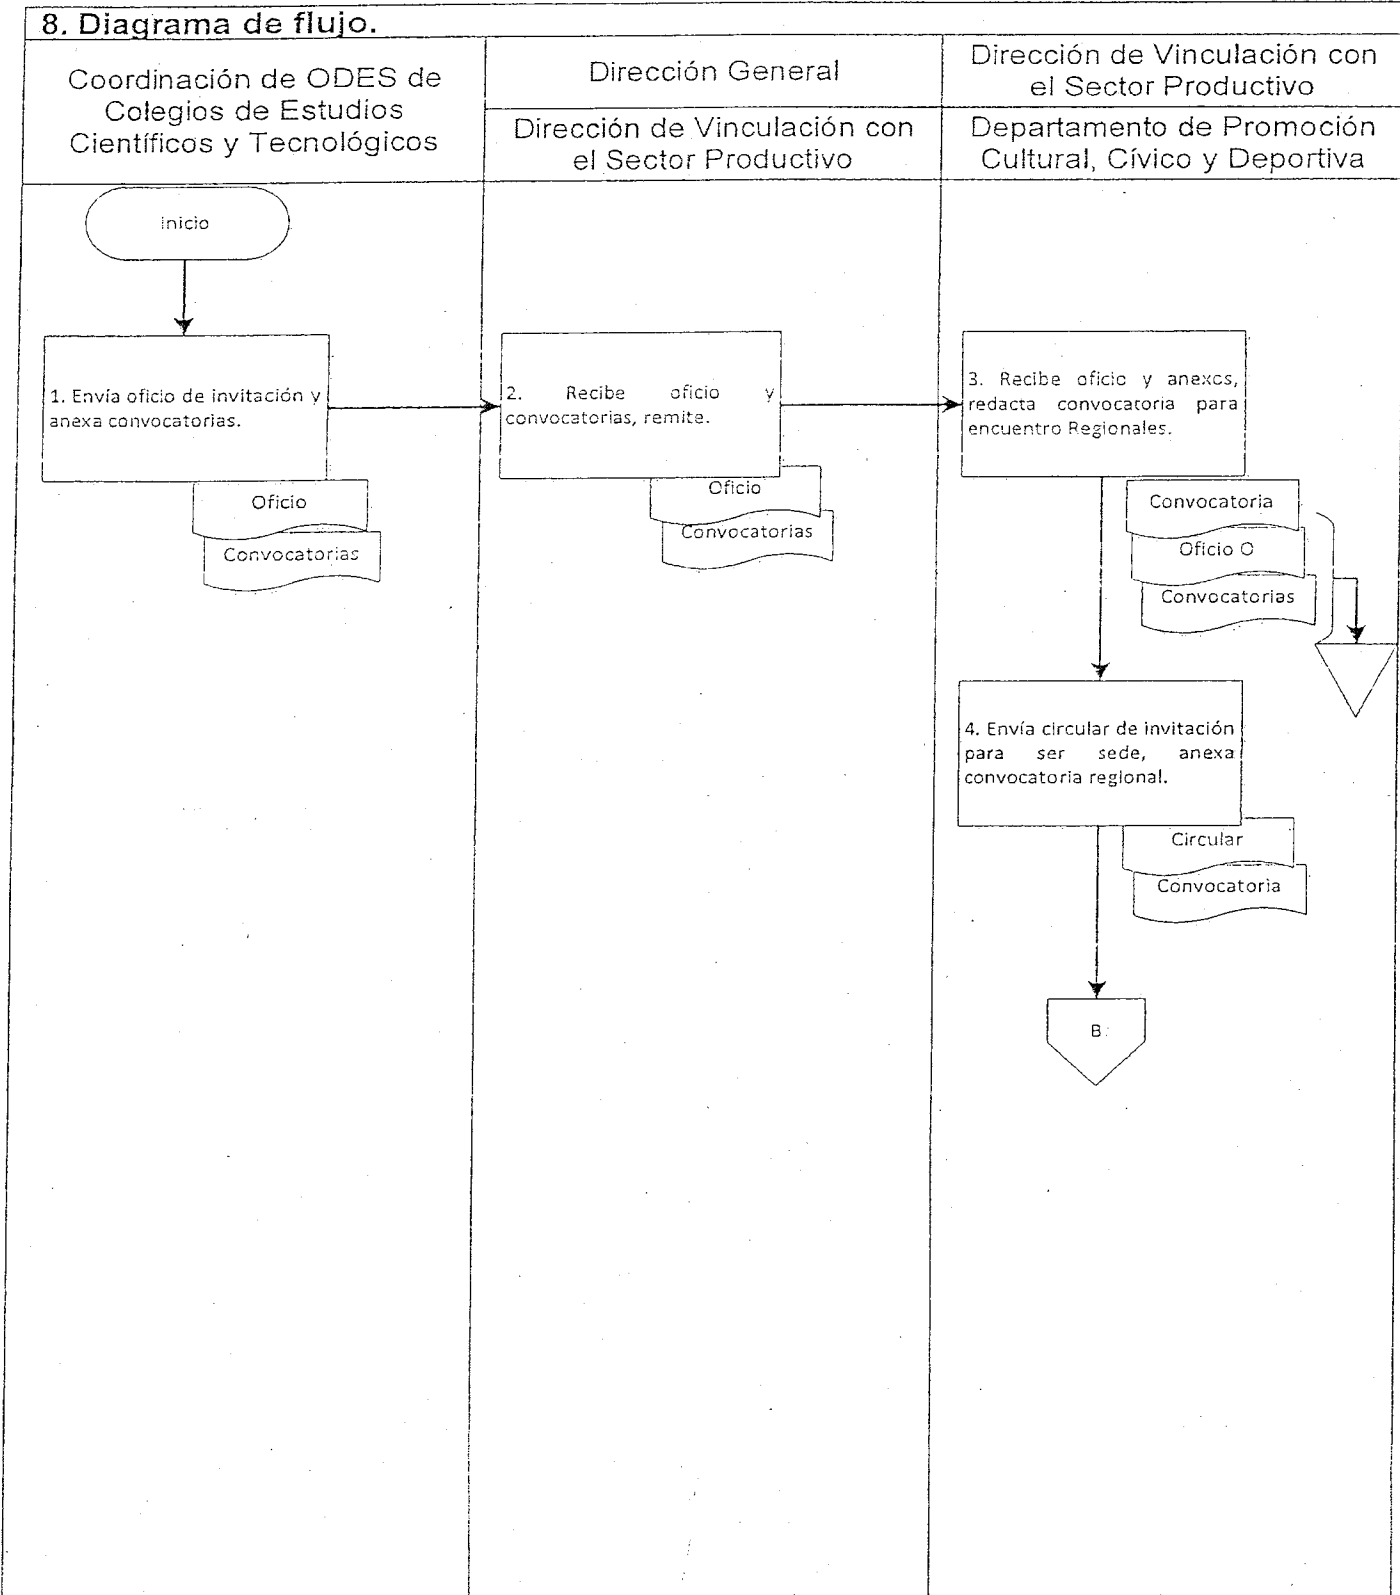 8. Diagrama de flujo.
Coordinación de ODES de
Colegios de Estudios
Científicos y Tecnológicos
Dirección General
Dirección de Vinculación con
el Sector Productivo
Dirección de Vinculación con
el Sector Productivo
Departamento de Promoción
Cultural, Cívico y Deportiva
Inicio
1. Envía oficio de invitación y
anexa convocatorias.
Oficio
Convocatorias
2. Recibe oficio y
convocatorias, remite.
Oficio
Convocatorias
3. Recibe oficio y anexos,
redacta convocatoria para
encuentro Regionales.
Convocatoria
Oficio O
Convocatorias
4. Envía circular de invitación
para ser sede, anexa
convocatoria regional.
Circular
Convocatoria
B